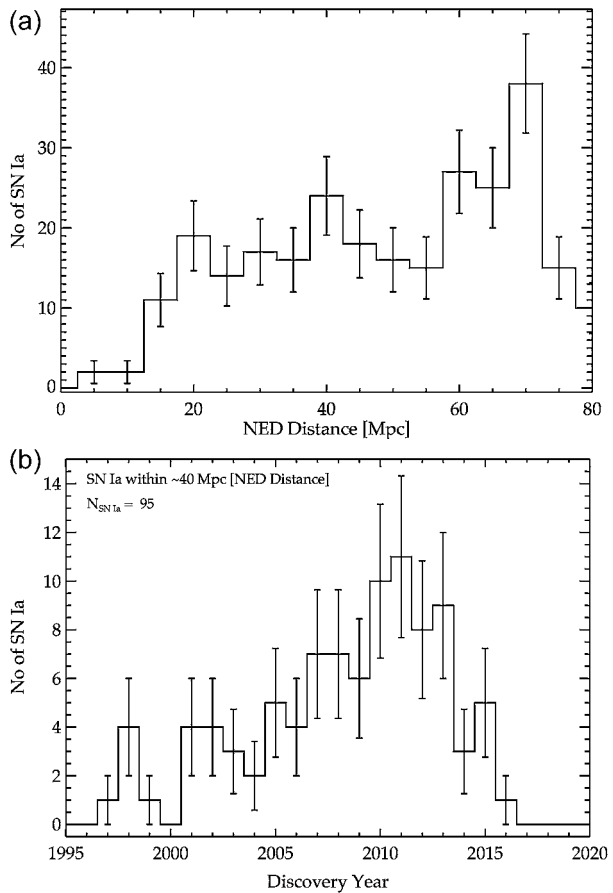 (a)
No of SN Ia
40
30
20
10
0
0 20 40 60 80
NED Distance [Mpc]
(b)
SN Ia within ~40 Mpc [NED Distance]
N_SN Ia = 95
No of SN Ia
14
12
10
8
6
4
2
0
1995 2000 2005 2010 2015 2020
Discovery Year